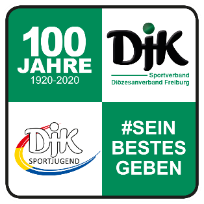 100
JAHRE
1920-2020
DJK
Sportverband
Diözesanverband Freiburg
DJK
SPORTJUGEND
#SEIN
BESTES
GEBEN